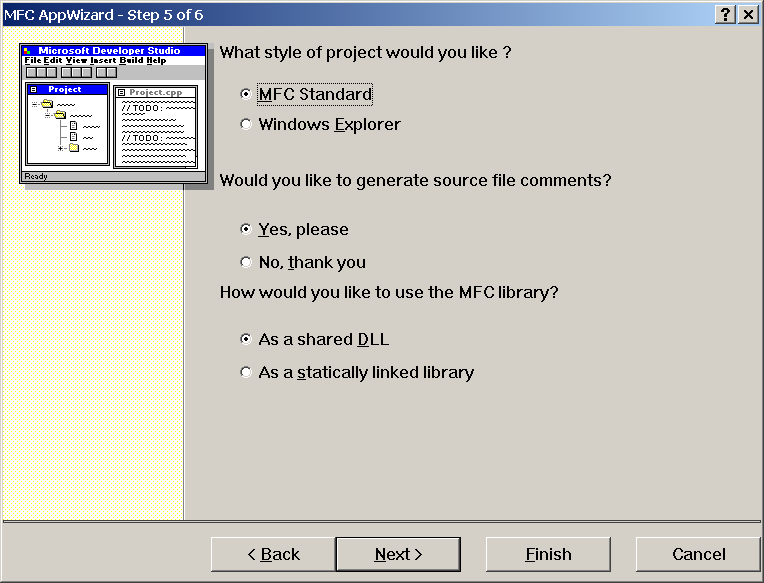 MFC AppWizard - Step 5 of 6
Microsoft Developer Studio
File Edit View Insert Build Help
Project
Project.cpp
// TODO:
// TODO:
Ready
What style of project would you like ?
MFC Standard
Windows Explorer
Would you like to generate source file comments?
Yes, please
No, thank you
How would you like to use the MFC library?
As a shared DLL
As a statically linked library
< Back
Next >
Finish
Cancel